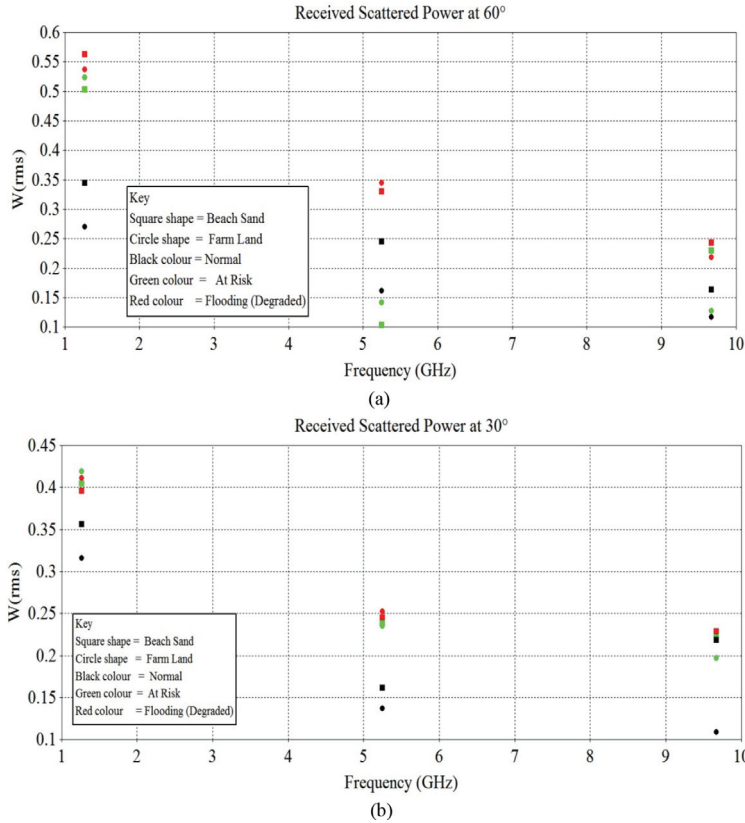 Received Scattered Power at 60°
0.6
0.55
0.5
0.45
0.4
0.35
0.3
0.25
0.2
0.15
0.1
W(rms)
Key
Square shape = Beach Sand
Circle shape = Farm Land
Black colour = Normal
Green colour = At Risk
Red colour = Flooding (Degraded)
1 2 3 4 5 6 7 8 9 10
Frequency (GHz)
(a)
Received Scattered Power at 30°
0.45
0.4
0.35
0.3
0.25
0.2
0.15
0.1
W(rms)
Key
Square shape = Beach Sand
Circle shape = Farm Land
Black colour = Normal
Green colour = At Risk
Red colour = Flooding (Degraded)
1 2 3 4 5 6 7 8 9 10
Frequency (GHz)
(b)